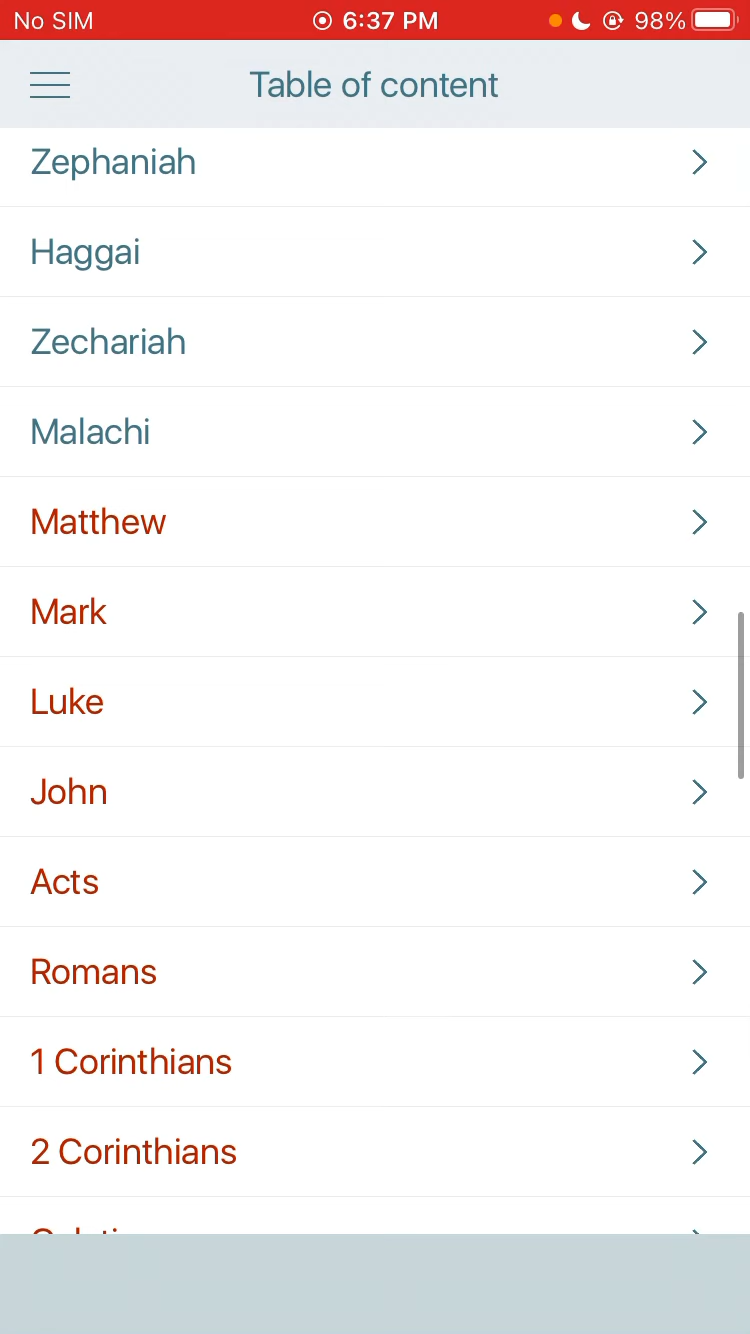 No SIM 6:37 PM 98%
Table of content
Zephaniah
Haggai
Zechariah
Malachi
Matthew
Mark
Luke
John
Acts
Romans
1 Corinthians
2 Corinthians